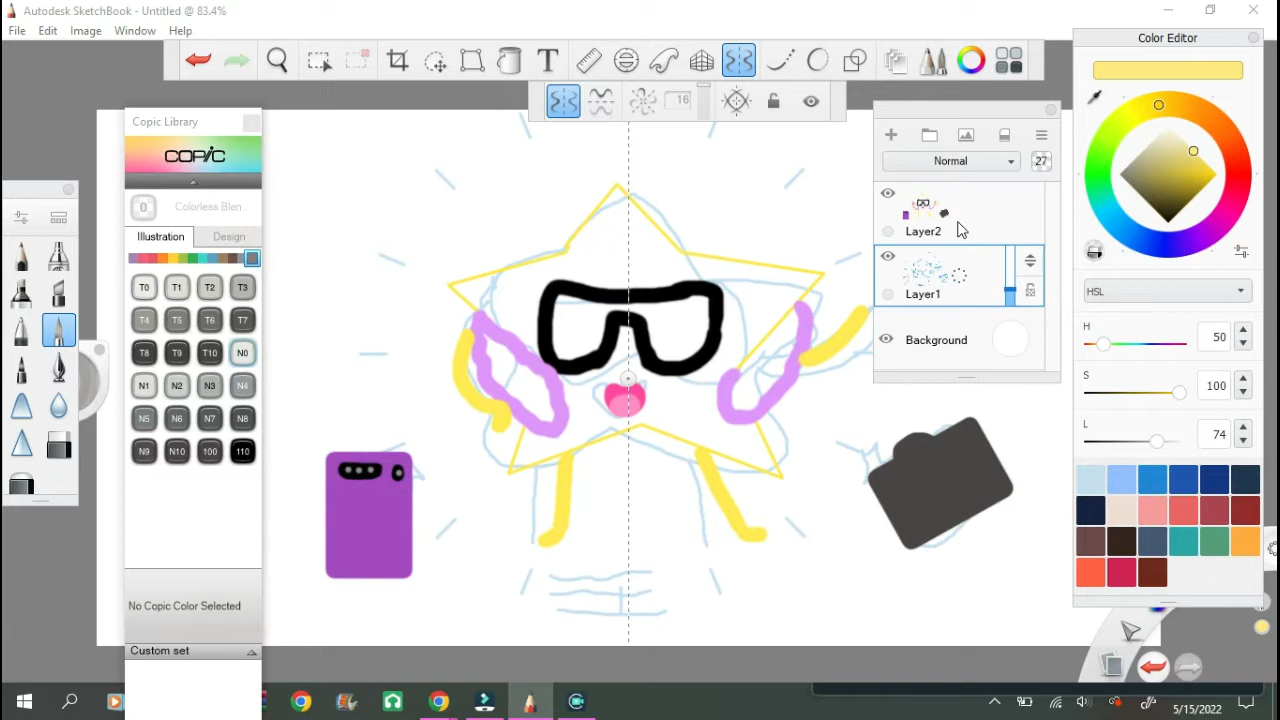 Autodesk SketchBook - Untitled @ 83.4%
File Edit Image Window Help
T
16
Color Editor
Copic Library
COPIC
0 Colorless Blen..
Illustration Design
T0 T1 T2 T3
T4 T5 T6 T7
T8 T9 T10 N0
N1 N2 N3 N4
N5 N6 N7 N8
N9 N10 100 110
No Copic Color Selected
Custom set
Normal 27
Layer2
Layer1
Background
HSL
H 50
S 100
L 74
5/15/2022